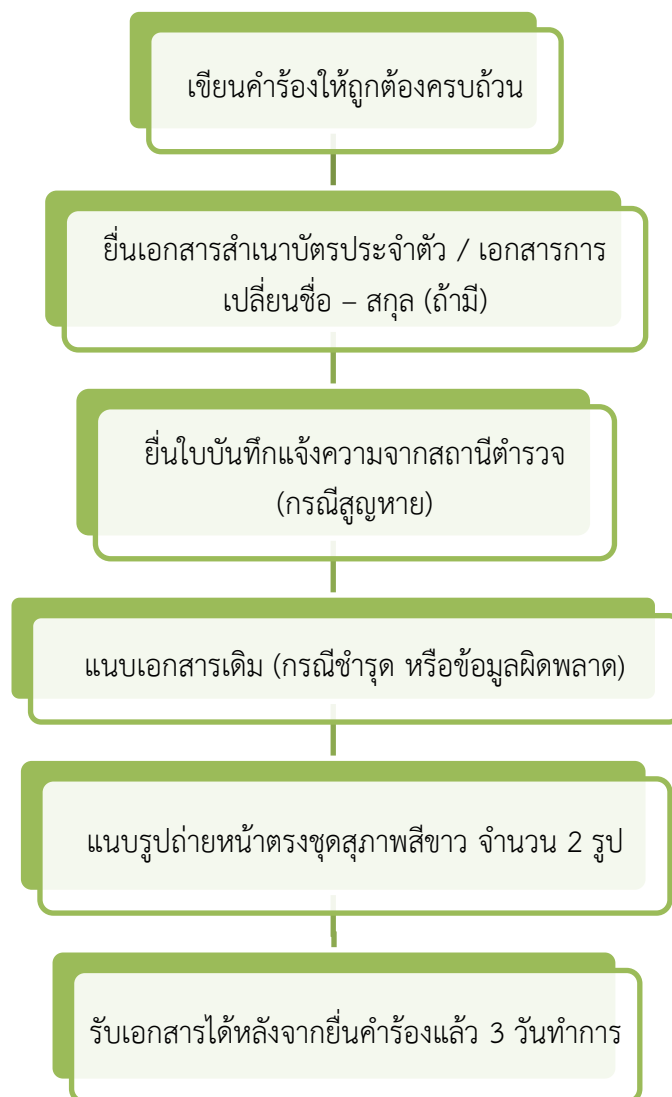 เขียนคำร้องให้ถูกต้องครบถ้วน
ยื่นเอกสารสำเนาบัตรประจำตัว / เอกสารการ
เปลี่ยนชื่อ – สกุล (ถ้ามี)
ยื่นใบบันทึกแจ้งความจากสถานีตำรวจ
(กรณีสูญหาย)
แนบเอกสารเดิม (กรณีชำรุด หรือข้อมูลผิดพลาด)
แนบรูปถ่ายหน้าตรงชุดสุภาพสีขาว จำนวน 2 รูป
รับเอกสารได้หลังจากยื่นคำร้องแล้ว 3 วันทำการ